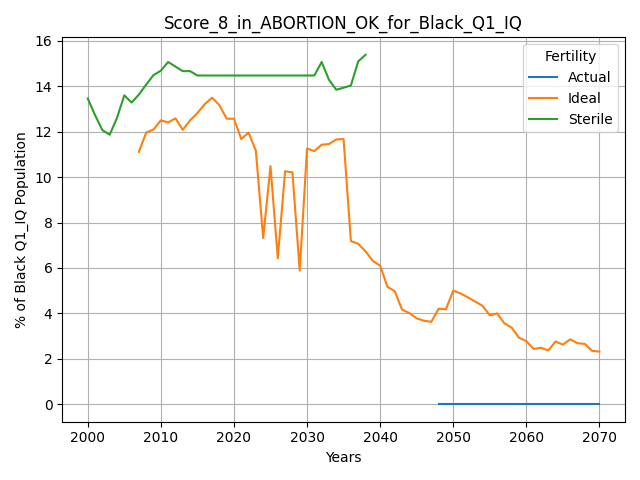 Score_8_in_ABORTION_OK_for_Black_Q1_IQ
Fertility
Actual
Ideal
Sterile
% of Black Q1_IQ Population
16
14
12
10
8
6
4
2
0
2000 2010 2020 2030 2040 2050 2060 2070
Years